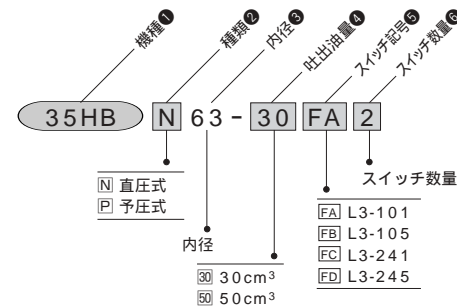 機種❶
種類❷
内径❸
吐出油量❹
スイッチ記号❺
スイッチ数量❻
35HB N 63-30 FA 2
N 直圧式
P 予圧式
内径
30 30cm³
50 50cm³
スイッチ数量
FA L3-101
FB L3-105
FC L3-241
FD L3-245